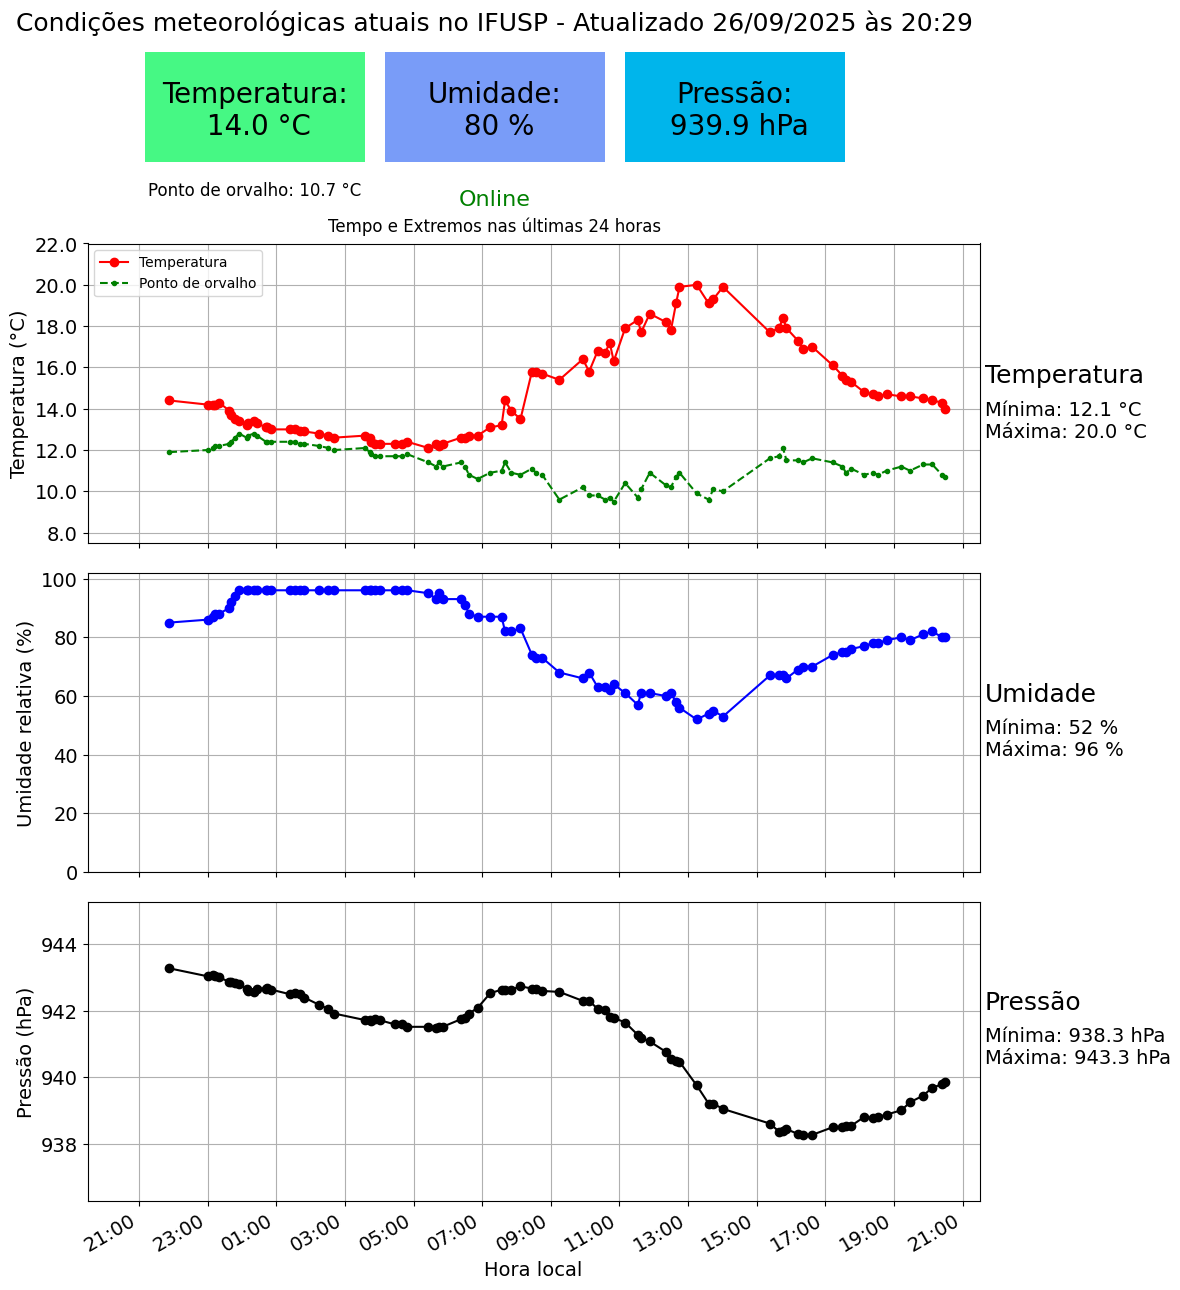 Condições meteorológicas atuais no IFUSP - Atualizado 26/09/2025 às 20:29
Temperatura:
14.0 °C
Umidade:
80 %
Pressão:
939.9 hPa
Ponto de orvalho: 10.7 °C
Online
Tempo e Extremos nas últimas 24 horas
Temperatura
Ponto de orvalho
22.0
20.0
18.0
16.0
14.0
12.0
10.0
8.0
Temperatura (°C)
Temperatura
Mínima: 12.1 °C
Máxima: 20.0 °C
100
80
60
40
20
0
Umidade relativa (%)
Umidade
Mínima: 52 %
Máxima: 96 %
944
942
940
938
Pressão (hPa)
Pressão
Mínima: 938.3 hPa
Máxima: 943.3 hPa
21:00 23:00 01:00 03:00 05:00 07:00 09:00 11:00 13:00 15:00 17:00 19:00 21:00
Hora local